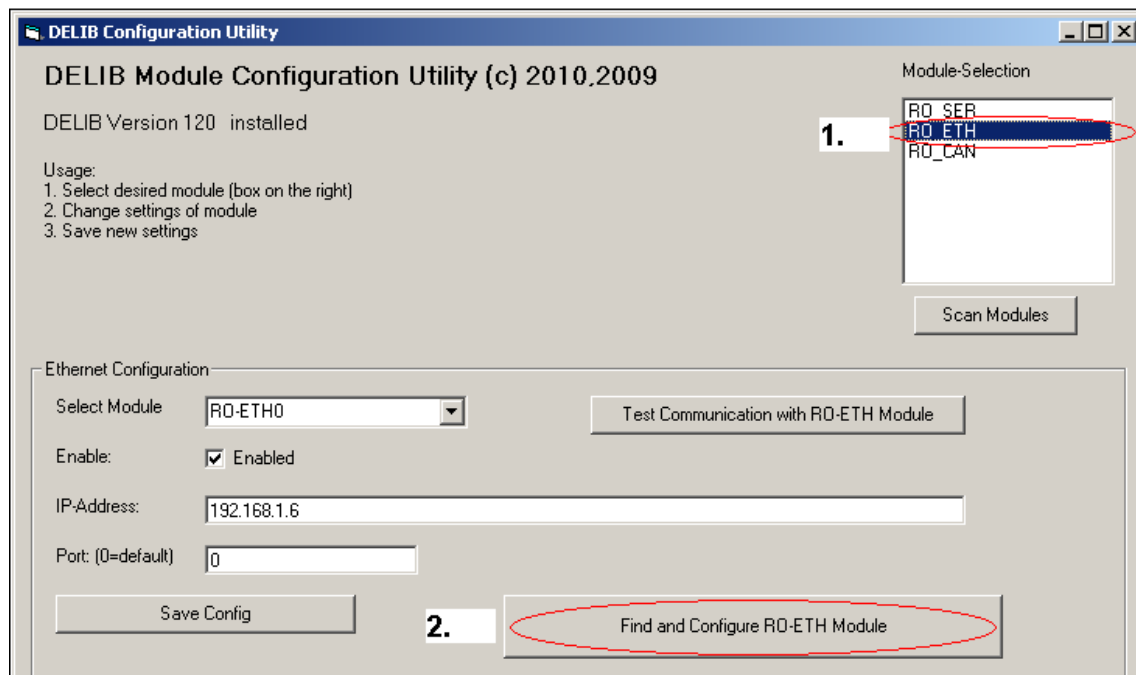 DELIB Configuration Utility
DELIB Module Configuration Utility (c) 2010,2009
Module-Selection
DELIB Version 120 installed
RO_SER
1.
RO_ETH
RO_CAN
Usage:
1. Select desired module (box on the right)
2. Change settings of module
3. Save new settings
Scan Modules
Ethernet Configuration
Select Module
RO-ETH0
Test Communication with RO-ETH Module
Enable:
Enabled
IP-Address:
192.168.1.6
Port: (0=default)
0
Save Config
2.
Find and Configure RO-ETH Module